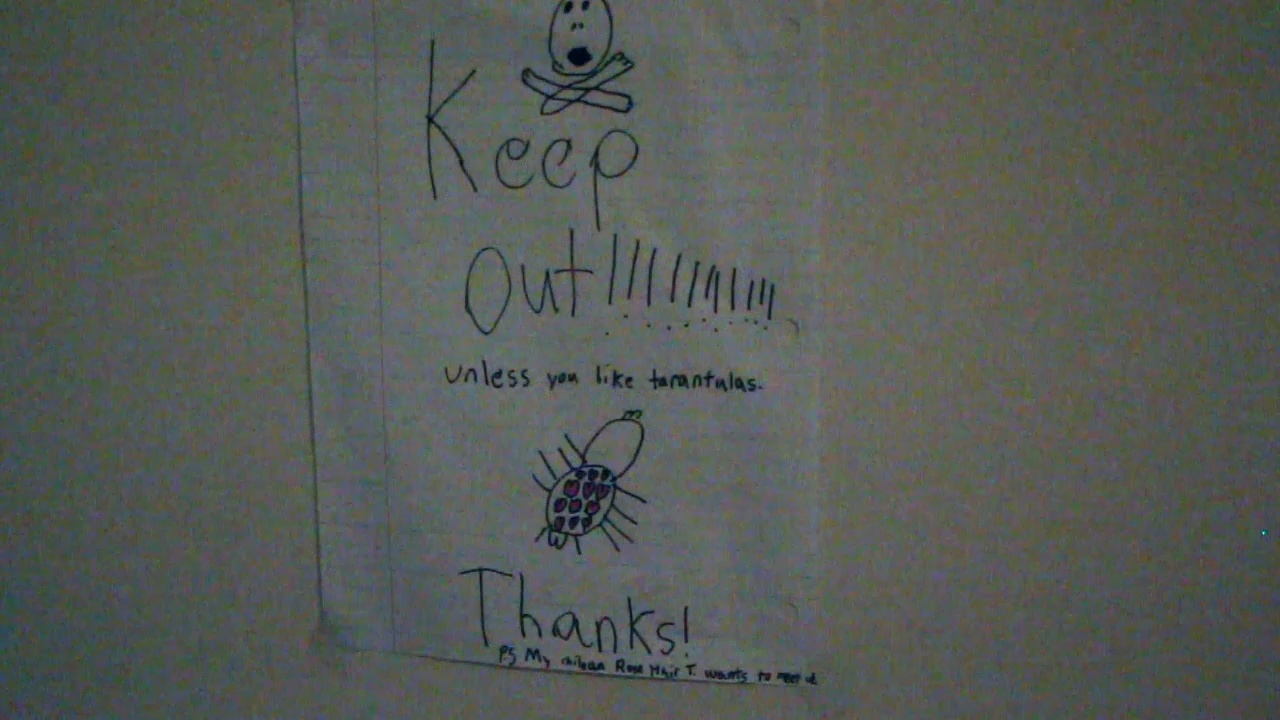 Keep
Out!!!!!!!!!!!
unless you like tarantulas.
Thanks!
PS My chilean Rose Hair T. wants to meet u